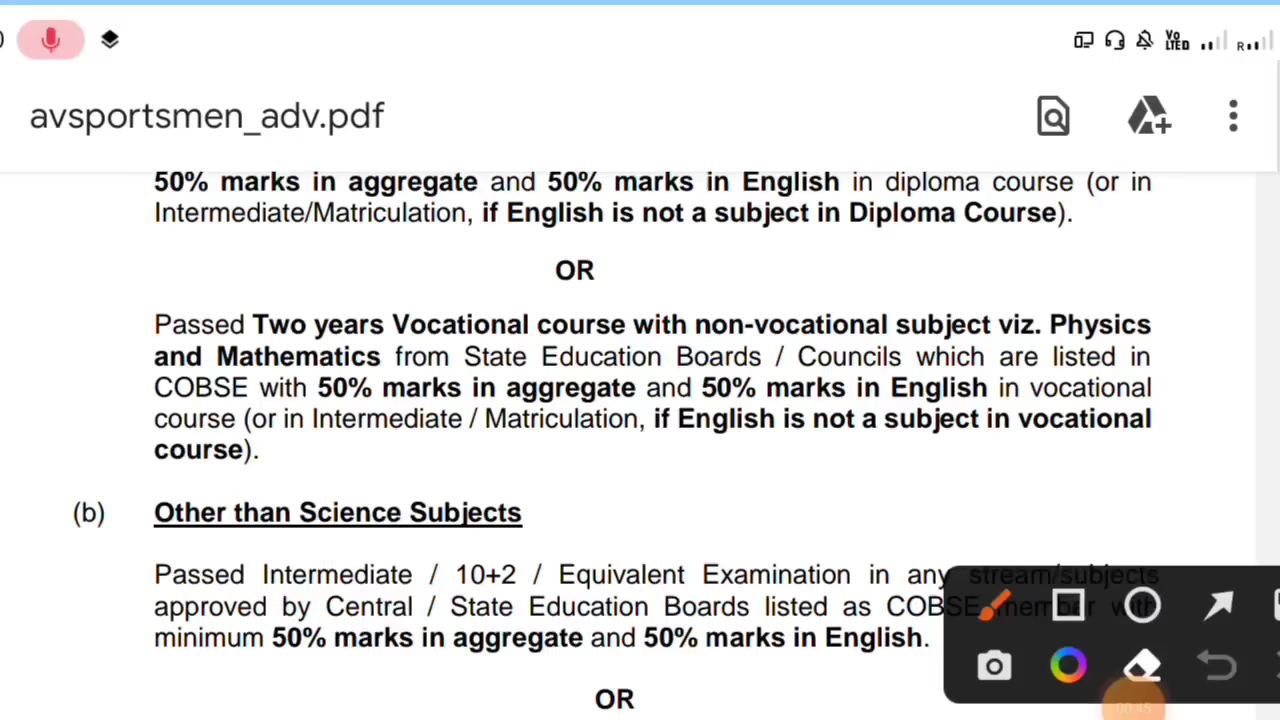 avsportsmen_adv.pdf
50% marks in aggregate and 50% marks in English in diploma course (or in
Intermediate/Matriculation, if English is not a subject in Diploma Course).
OR
Passed Two years Vocational course with non-vocational subject viz. Physics
and Mathematics from State Education Boards / Councils which are listed in
COBSE with 50% marks in aggregate and 50% marks in English in vocational
course (or in Intermediate / Matriculation, if English is not a subject in vocational
course).
(b) Other than Science Subjects
Passed Intermediate / 10+2 / Equivalent Examination in any stream/subjects
approved by Central / State Education Boards listed as COBSE member with
minimum 50% marks in aggregate and 50% marks in English.
OR
00:45